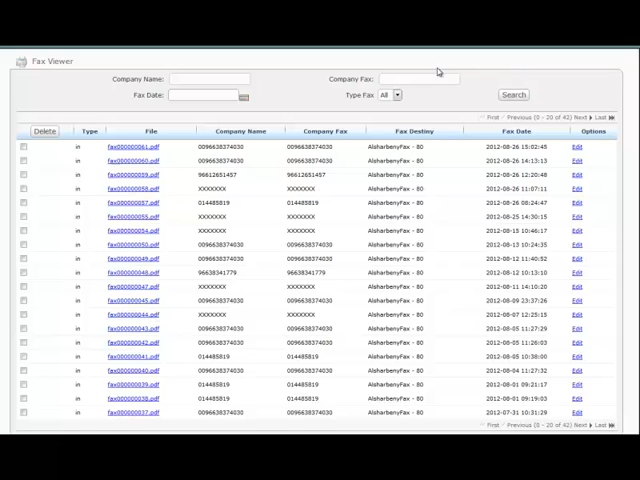 Fax Viewer
Company Name: Company Fax:
Fax Date: Type Fax All Search
First Previous (0 - 20 of 42) Next Last
Delete Type File Company Name Company Fax Fax Destiny Fax Date Options
in fax000000061.pdf 0096638374030 0096638374030 AlsharbenyFax - 80 2012-08-26 15:02:45 Edit
in fax000000060.pdf 0096638374030 0096638374030 AlsharbenyFax - 80 2012-08-26 14:13:13 Edit
in fax000000059.pdf 96612651457 96612651457 AlsharbenyFax - 80 2012-08-26 12:20:48 Edit
in fax000000058.pdf XXXXXXX XXXXXXX AlsharbenyFax - 80 2012-08-26 11:07:11 Edit
in fax000000057.pdf 014485819 014485819 AlsharbenyFax - 80 2012-08-26 08:24:47 Edit
in fax000000055.pdf XXXXXXX XXXXXXX AlsharbenyFax - 80 2012-08-25 14:30:15 Edit
in fax000000054.pdf XXXXXXX XXXXXXX AlsharbenyFax - 80 2012-08-15 10:46:17 Edit
in fax000000050.pdf 0096638374030 0096638374030 AlsharbenyFax - 80 2012-08-13 10:24:35 Edit
in fax000000049.pdf 0096638374030 0096638374030 AlsharbenyFax - 80 2012-08-12 11:40:52 Edit
in fax000000048.pdf 96638341779 96638341779 AlsharbenyFax - 80 2012-08-12 10:13:10 Edit
in fax000000047.pdf XXXXXXX XXXXXXX AlsharbenyFax - 80 2012-08-11 14:10:20 Edit
in fax000000045.pdf 0096638374030 0096638374030 AlsharbenyFax - 80 2012-08-09 23:37:26 Edit
in fax000000044.pdf XXXXXXX XXXXXXX AlsharbenyFax - 80 2012-08-07 12:25:15 Edit
in fax000000043.pdf 0096638374030 0096638374030 AlsharbenyFax - 80 2012-08-05 11:27:29 Edit
in fax000000042.pdf 0096638374030 0096638374030 AlsharbenyFax - 80 2012-08-05 11:26:03 Edit
in fax000000041.pdf 014485819 014485819 AlsharbenyFax - 80 2012-08-05 10:38:00 Edit
in fax000000040.pdf 0096638374030 0096638374030 AlsharbenyFax - 80 2012-08-04 11:27:32 Edit
in fax000000039.pdf 014485819 014485819 AlsharbenyFax - 80 2012-08-01 09:21:17 Edit
in fax000000038.pdf 014485819 014485819 AlsharbenyFax - 80 2012-08-01 09:19:03 Edit
in fax000000037.pdf 0096638374030 0096638374030 AlsharbenyFax - 80 2012-07-31 10:31:29 Edit
First Previous (0 - 20 of 42) Next Last